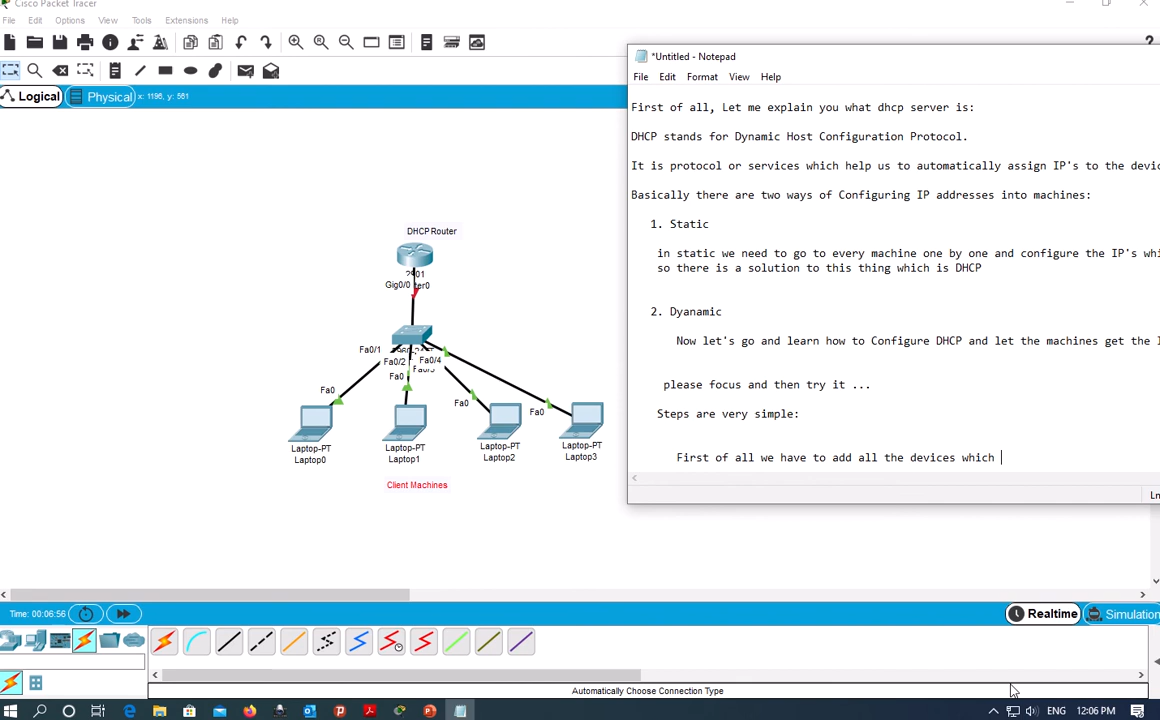 Cisco Packet Tracer
File Edit Options View Tools Extensions Help
Logical Physical x: 1196, y: 561
*Untitled - Notepad
File Edit Format View Help
First of all, Let me explain you what dhcp server is:
DHCP stands for Dynamic Host Configuration Protocol.
It is protocol or services which help us to automatically assign IP's to the devic
Basically there are two ways of Configuring IP addresses into machines:
1. Static
in static we need to go to every machine one by one and configure the IP's whi
so there is a solution to this thing which is DHCP
2. Dyanamic
Now let's go and learn how to Configure DHCP and let the machines get the
please focus and then try it ...
Steps are very simple:
First of all we have to add all the devices which
Ln
DHCP Router
2901
Gig0/0
Fa0/1
Fa0/2
Fa0/4
Fa0
Fa0
Fa0
Fa0
Laptop-PT
Laptop0
Laptop-PT
Laptop1
Laptop-PT
Laptop2
Laptop-PT
Laptop3
Client Machines
Time: 00:06:56
Realtime
Simulation
Automatically Choose Connection Type
ENG
12:06 PM